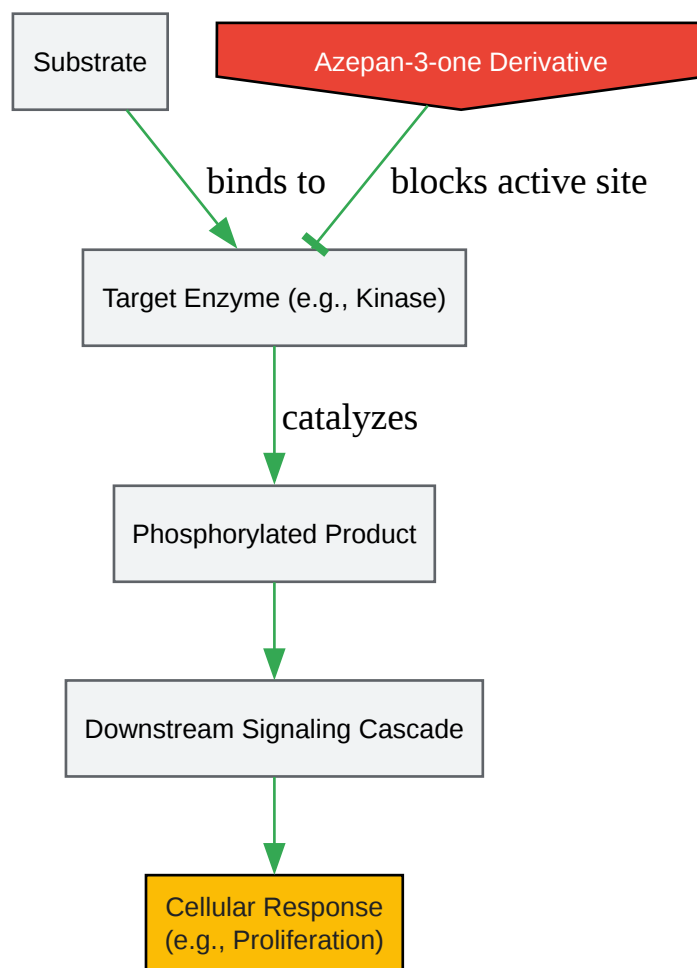 Substrate
Azepan-3-one Derivative
binds to
blocks active site
Target Enzyme (e.g., Kinase)
catalyzes
Phosphorylated Product
Downstream Signaling Cascade
Cellular Response
(e.g., Proliferation)